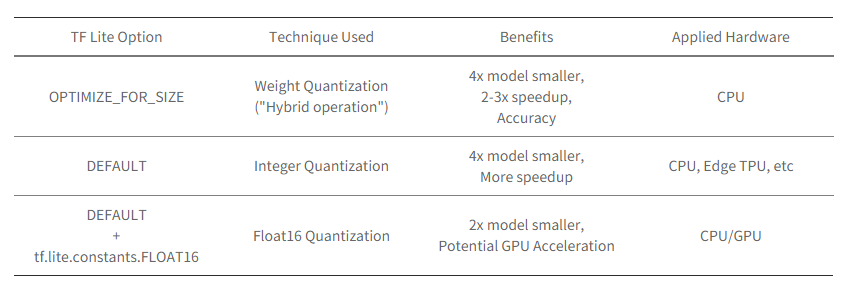 TF Lite Option Technique Used Benefits Applied Hardware
OPTIMIZE_FOR_SIZE
Weight Quantization
("Hybrid operation")
4x model smaller,
2-3x speedup,
Accuracy
CPU
DEFAULT
Integer Quantization
4x model smaller,
More speedup
CPU, Edge TPU, etc
DEFAULT
+
tf.lite.constants.FLOAT16
Float16 Quantization
2x model smaller,
Potential GPU Acceleration
CPU/GPU